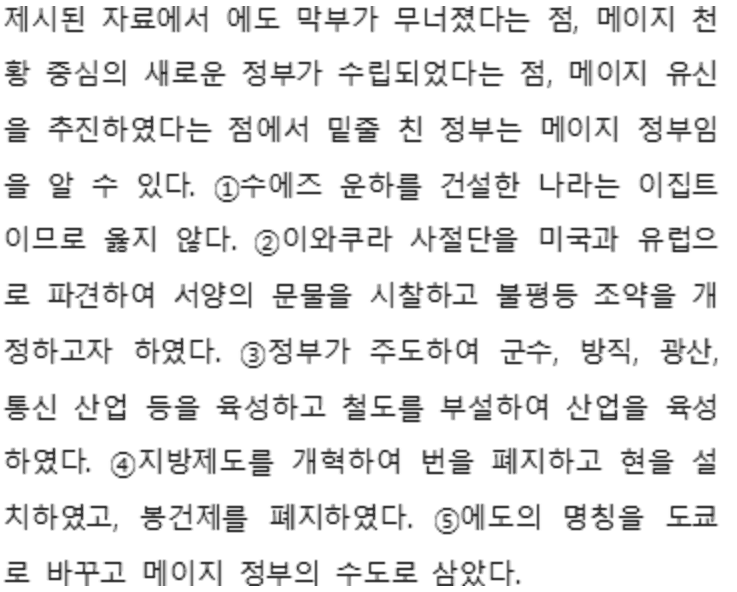 제시된 자료에서 에도 막부가 무너졌다는 점, 메이지 천
황 중심의 새로운 정부가 수립되었다는 점, 메이지 유신
을 추진하였다는 점에서 밑줄 친 정부는 메이지 정부임
을 알 수 있다. ①수에즈 운하를 건설한 나라는 이집트
이므로 옳지 않다. ②이와쿠라 사절단을 미국과 유럽으
로 파견하여 서양의 문물을 시찰하고 불평등 조약을 개
정하고자 하였다. ③정부가 주도하여 군수, 방직, 광산,
통신 산업 등을 육성하고 철도를 부설하여 산업을 육성
하였다. ④지방제도를 개혁하여 번을 폐지하고 현을 설
치하였고, 봉건제를 폐지하였다. ⑤에도의 명칭을 도쿄
로 바꾸고 메이지 정부의 수도로 삼았다.